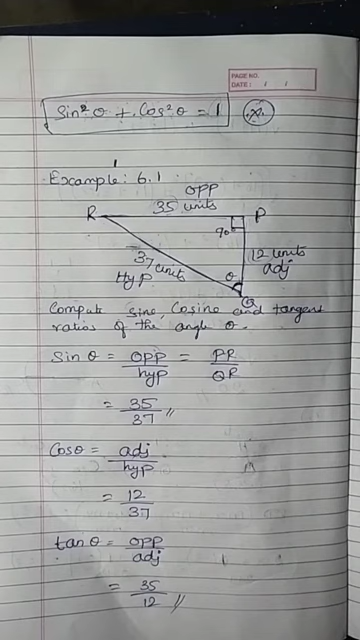 PAGE NO.
DATE: / /
Sin²θ + Cos²θ = 1
Example: 6.1
OPP
R 35 units P
90
37 units
HYP
12 units
adj
θ
Q
Compute sine, Cosine and tangent
ratios of the angle θ.
Sin θ = OPP/hyp = PR/QR
= 35/37 //
Cosθ = adj/hyp
= 12/37
tan θ = OPP/adj
= 35/12 //